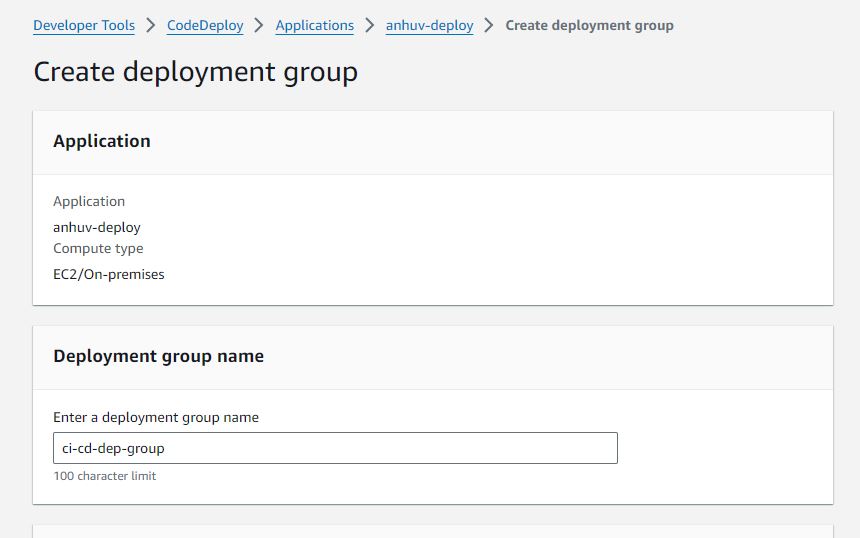 Developer Tools > CodeDeploy > Applications > anhuv-deploy > Create deployment group
Create deployment group
Application
Application
anhuv-deploy
Compute type
EC2/On-premises
Deployment group name
Enter a deployment group name
ci-cd-dep-group
100 character limit